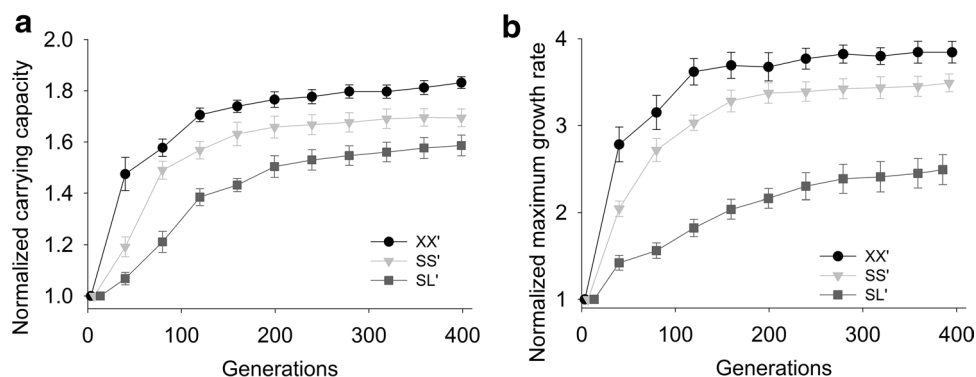 a
2.0
1.8
1.6
1.4
1.2
1.0
Normalized carrying capacity
XX'
SS'
SL'
0 100 200 300 400
Generations
b
4
3
2
1
Normalized maximum growth rate
XX'
SS'
SL'
0 100 200 300 400
Generations